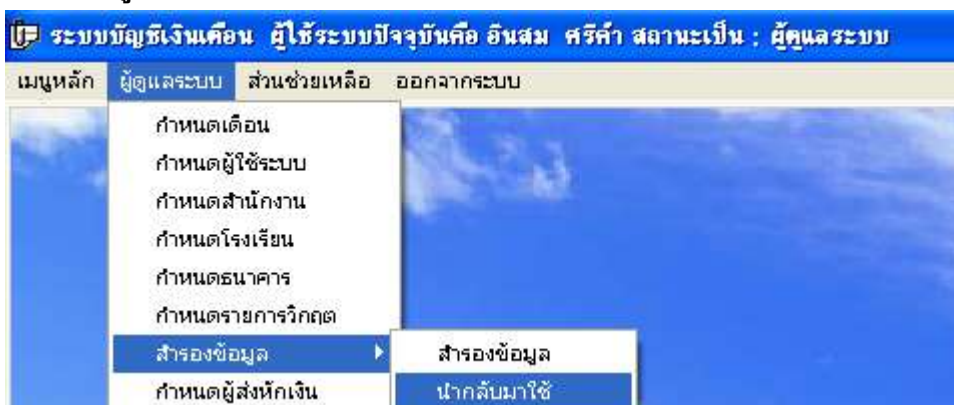 ระบบบัญชีเงินเดือน ผู้ใช้ระบบปัจจุบันคือ อินสม ศรีคำ สถานะเป็น : ผู้ดูแลระบบ
เมนูหลัก ผู้ดูแลระบบ ส่วนช่วยเหลือ ออกจากระบบ
กำหนดเดือน
กำหนดผู้ใช้ระบบ
กำหนดสำนักงาน
กำหนดโรงเรียน
กำหนดธนาคาร
กำหนดรายการวิกฤต
สำรองข้อมูล สำรองข้อมูล
กำหนดผู้ส่งหักเงิน นำกลับมาใช้